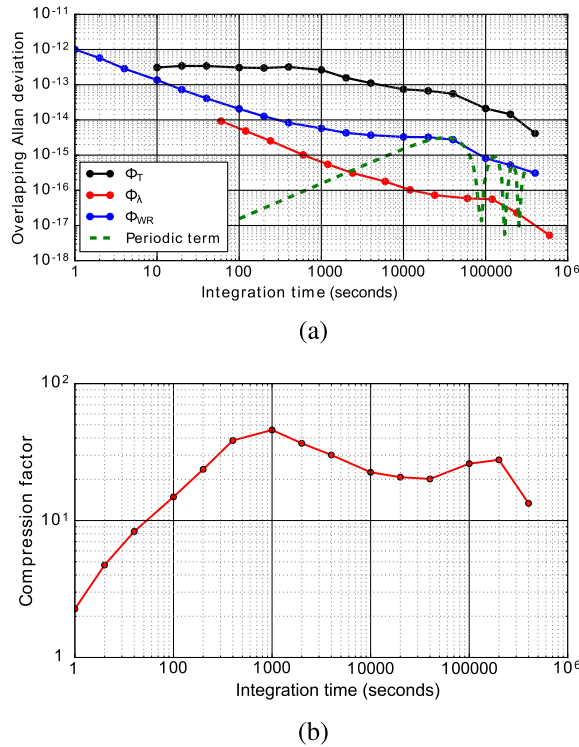 10^-11
10^-12
10^-13
10^-14
10^-15
10^-16
10^-17
10^-18
Overlapping Allan deviation
Φ_T
Φ_λ
Φ_WR
Periodic term
1 10 100 1000 10000 100000 10^6
Integration time (seconds)
(a)
10^2
10^1
1
Compression factor
1 100 1000 10000 100000 10^6
Integration time (seconds)
(b)